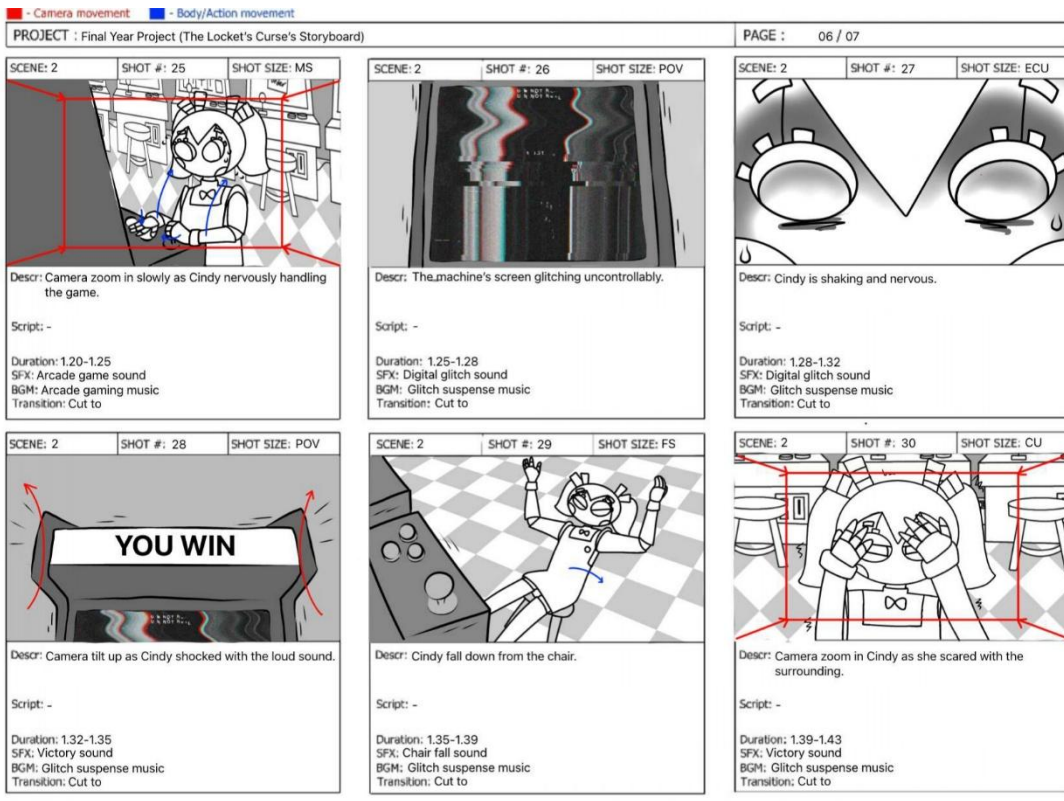 - Camera movement - Body/Action movement
PROJECT : Final Year Project (The Locket's Curse's Storyboard) PAGE : 06 / 07
SCENE: 2 SHOT #: 25 SHOT SIZE: MS
Descr: Camera zoom in slowly as Cindy nervously handling
the game.
Script: -
Duration: 1.20-1.25
SFX: Arcade game sound
BGM: Arcade gaming music
Transition: Cut to
SCENE: 2 SHOT #: 26 SHOT SIZE: POV
Descr: The machine's screen glitching uncontrollably.
Script: -
Duration: 1.25-1.28
SFX: Digital glitch sound
BGM: Glitch suspense music
Transition: Cut to
SCENE: 2 SHOT #: 27 SHOT SIZE: ECU
Descr: Cindy is shaking and nervous.
Script: -
Duration: 1.28-1.32
SFX: Digital glitch sound
BGM: Glitch suspense music
Transition: Cut to
SCENE: 2 SHOT #: 28 SHOT SIZE: POV
YOU WIN
Descr: Camera tilt up as Cindy shocked with the loud sound.
Script: -
Duration: 1.32-1.35
SFX: Victory sound
BGM: Glitch suspense music
Transition: Cut to
SCENE: 2 SHOT #: 29 SHOT SIZE: FS
Descr: Cindy fall down from the chair.
Script: -
Duration: 1.35-1.39
SFX: Chair fall sound
BGM: Glitch suspense music
Transition: Cut to
SCENE: 2 SHOT #: 30 SHOT SIZE: CU
Descr: Camera zoom in Cindy as she scared with the
surrounding.
Script: -
Duration: 1.39-1.43
SFX: Victory sound
BGM: Glitch suspense music
Transition: Cut to